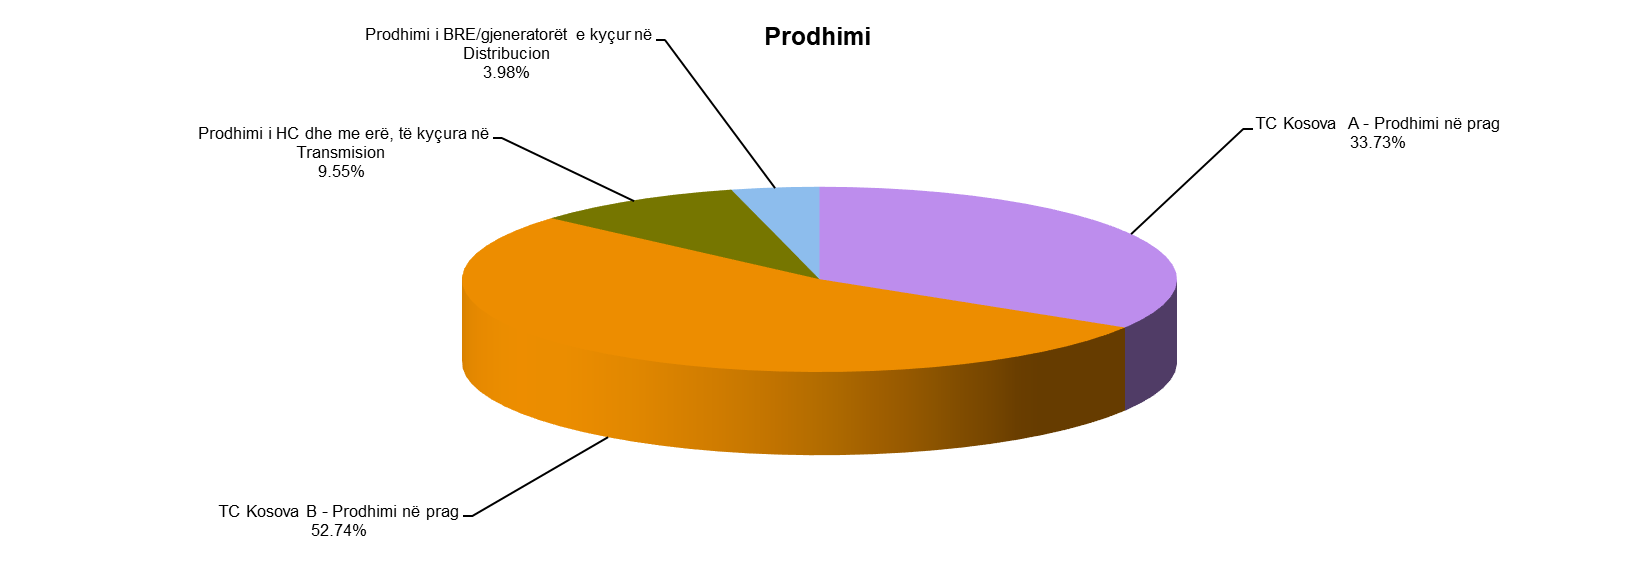 Prodhimi
Prodhimi i BRE/gjeneratorët e kyçur në
Distribucion
3.98%
TC Kosova A - Prodhimi në prag
33.73%
Prodhimi i HC dhe me erë, të kyçura në
Transmision
9.55%
TC Kosova B - Prodhimi në prag
52.74%